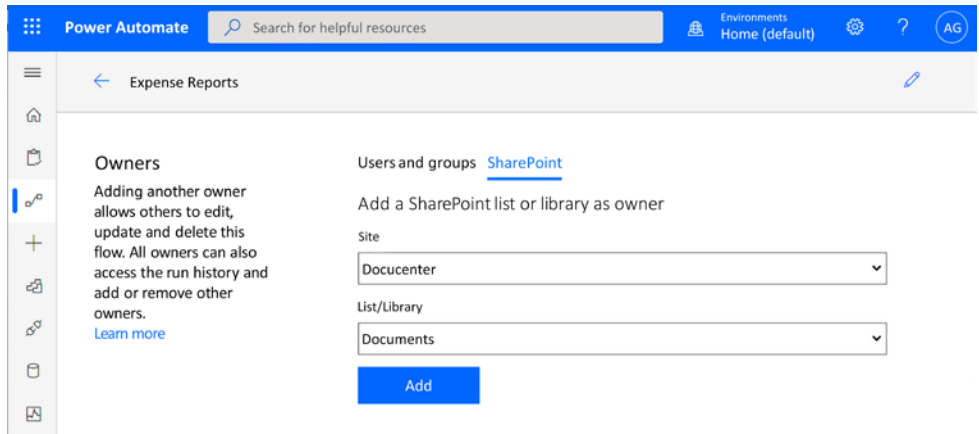 Power Automate
Search for helpful resources
Environments
Home (default)
?
AG
Expense Reports
Owners
Adding another owner
allows others to edit,
update and delete this
flow. All owners can also
access the run history and
add or remove other
owners.
Learn more
Users and groups SharePoint
Add a SharePoint list or library as owner
Site
Docucenter
List/Library
Documents
Add